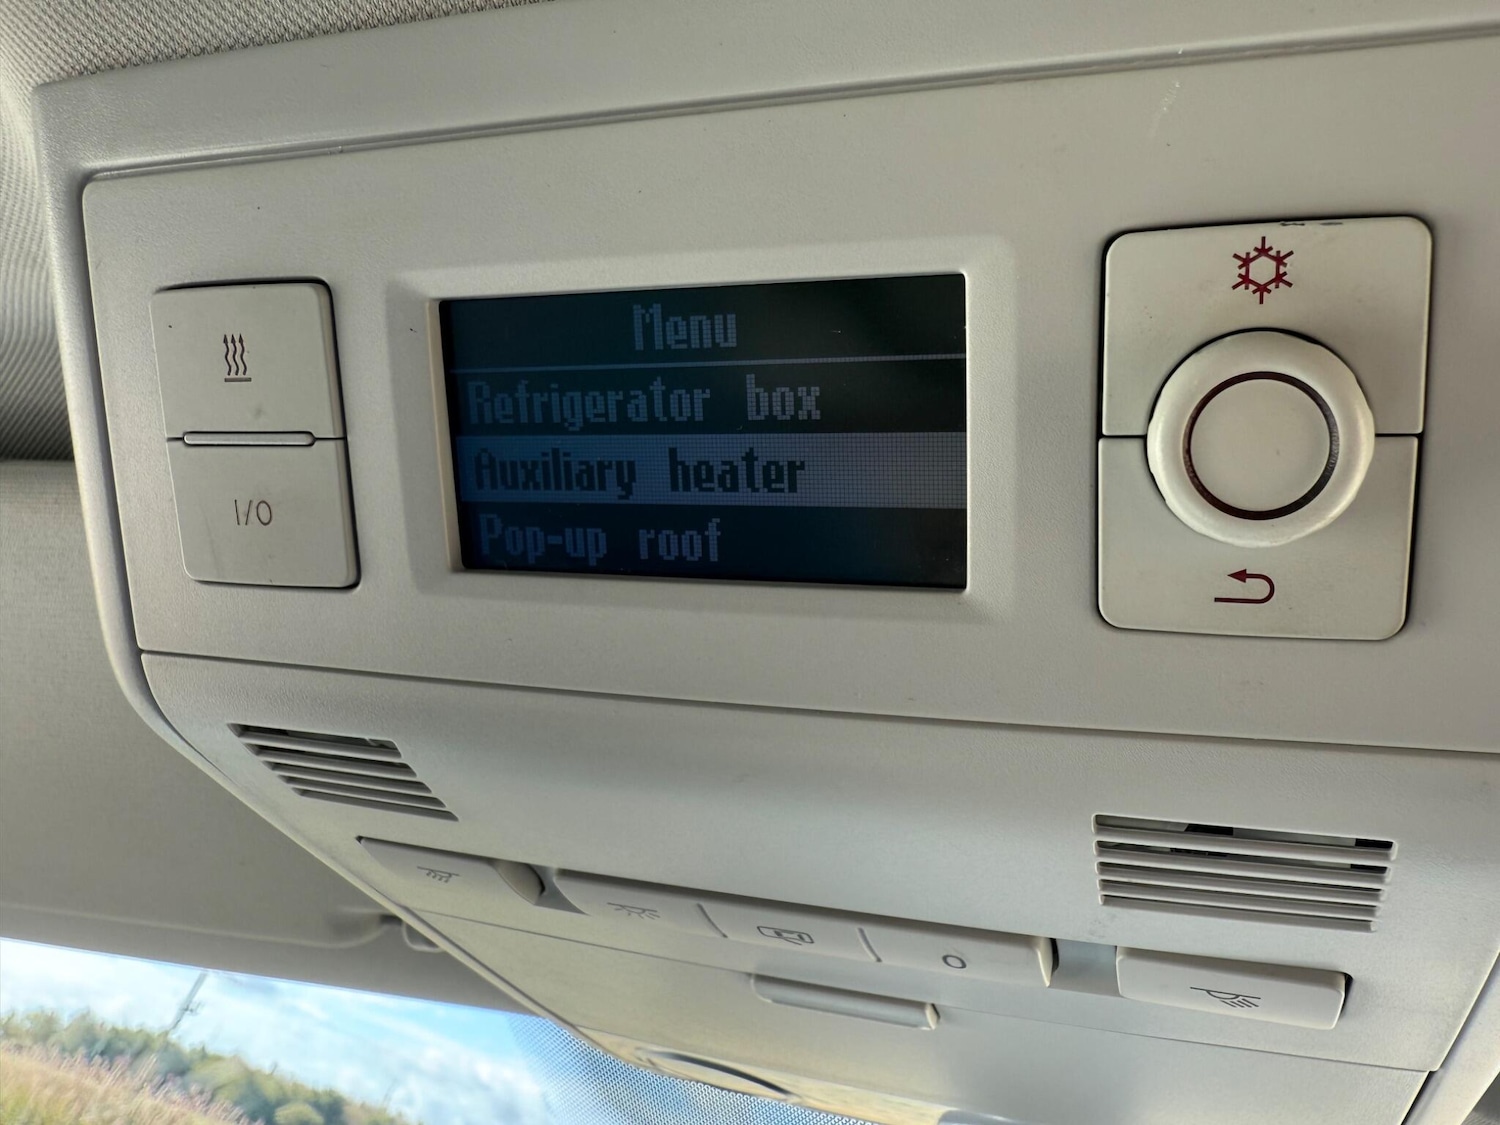 Menu
Refrigerator box
Auxiliary heater
Pop-up roof
I/O
O